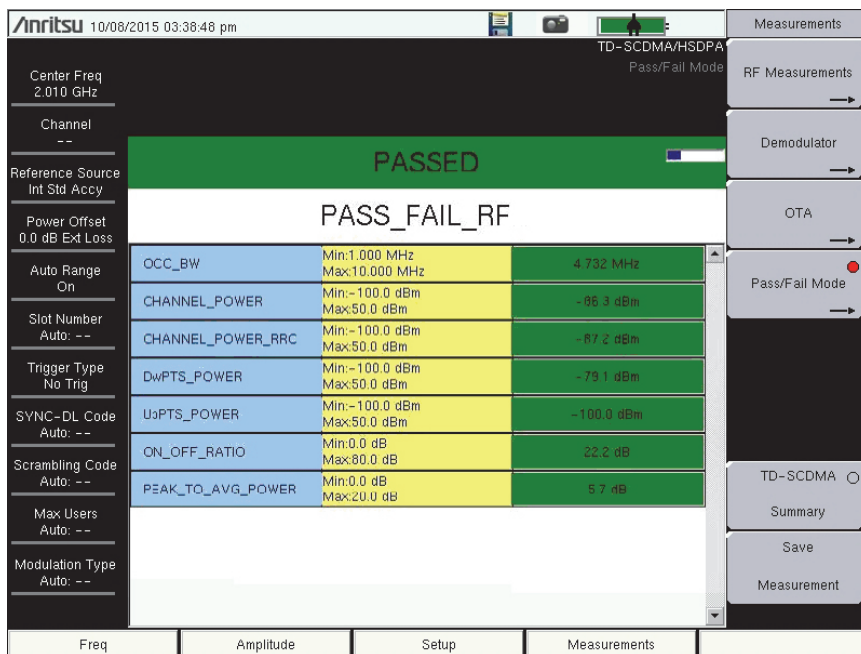 Anritsu 10/08/2015 03:38:48 pm
TD-SCDMA/HSDPA
Pass/Fail Mode
Center Freq
2.010 GHz
Channel
--
Reference Source
Int Std Accy
Power Offset
0.0 dB Ext Loss
Auto Range
On
Slot Number
Auto: --
Trigger Type
No Trig
SYNC-DL Code
Auto: --
Scrambling Code
Auto: --
Max Users
Auto: --
Modulation Type
Auto: --
PASSED
PASS_FAIL_RF
OCC_BW Min:1.000 MHz Max:10.000 MHz 4.732 MHz
CHANNEL_POWER Min:-100.0 dBm Max:50.0 dBm dBm
CHANNEL_POWER_RRC Min:-100.0 dBm Max:50.0 dBm dBm
DwPTS_POWER Min:-100.0 dBm Max:50.0 dBm -79.1 dBm
UpPTS_POWER Min:-100.0 dBm Max:50.0 dBm -100.0 dBm
ON_OFF_RATIO Min:0.0 dB Max:80.0 dB 22.2 dB
PEAK_TO_AVG_POWER Min:0.0 dB Max:20.0 dB 5.7 dB
Measurements
RF Measurements
Demodulator
OTA
Pass/Fail Mode
TD-SCDMA
Summary
Save
Measurement
Freq Amplitude Setup Measurements